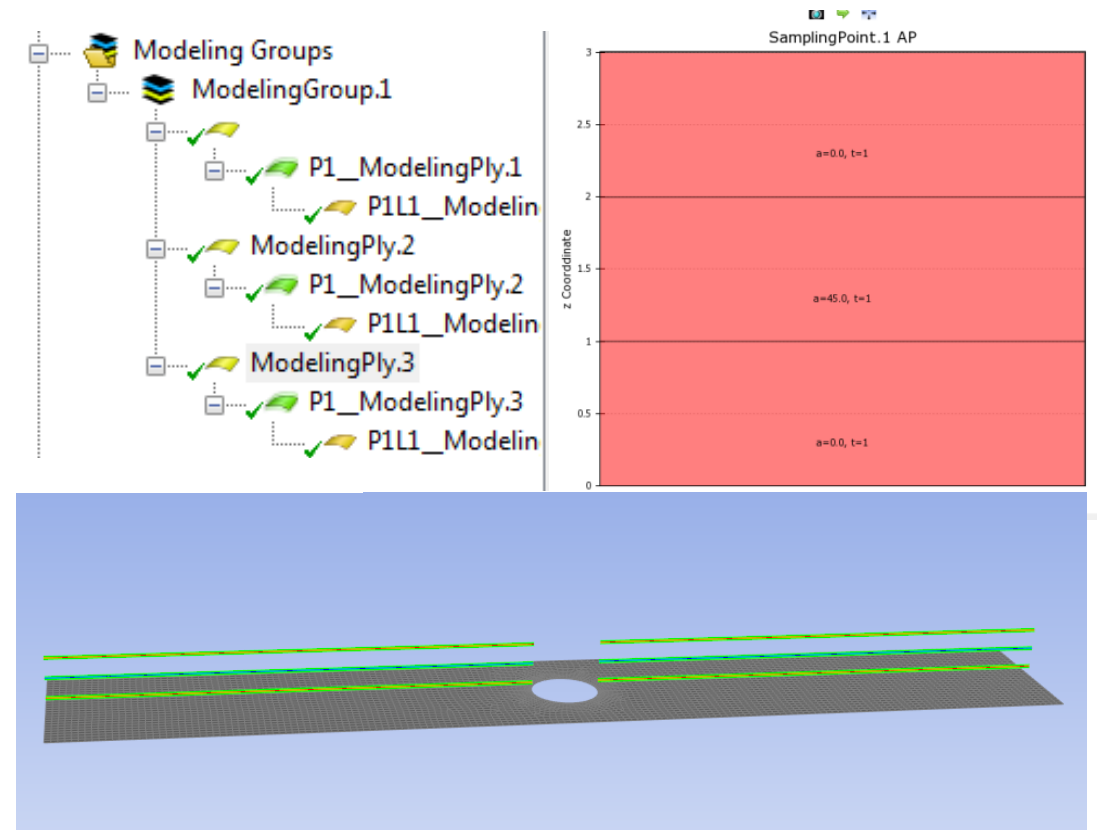 Modeling Groups
ModelingGroup.1
P1__ModelingPly.1
P1L1__Modelin
ModelingPly.2
P1__ModelingPly.2
P1L1__Modelin
ModelingPly.3
P1__ModelingPly.3
P1L1__Modelin
SamplingPoint.1 AP
3
2.5
a=0.0, t=1
2
z Coorddinate
1.5
a=45.0, t=1
1
0.5
a=0.0, t=1
0